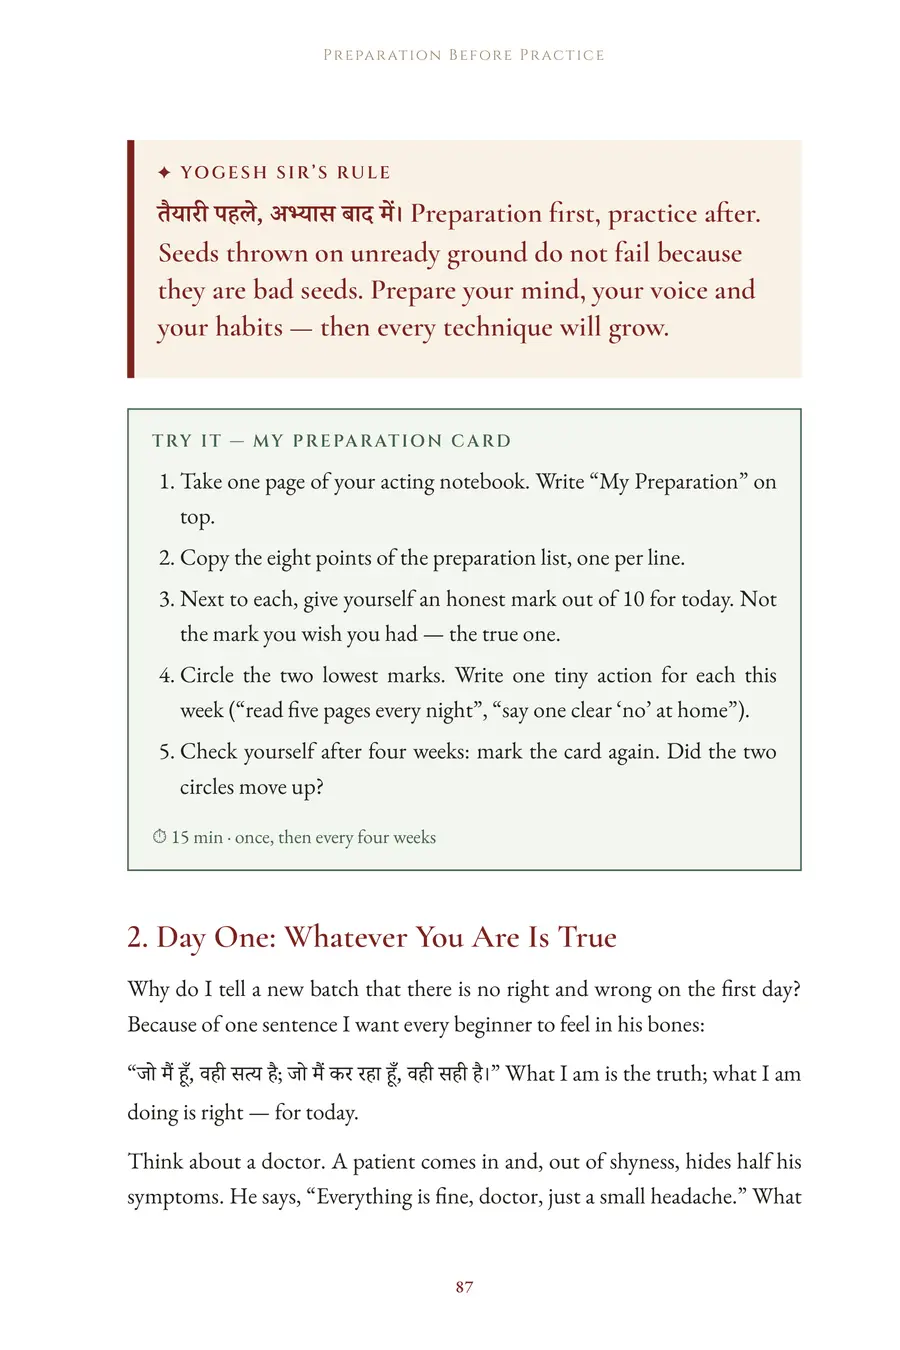 Preparation Before Practice
✦ YOGESH SIR’S RULE
तैयारी पहले, अभ्यास बाद में। Preparation first, practice after.
Seeds thrown on unready ground do not fail because
they are bad seeds. Prepare your mind, your voice and
your habits — then every technique will grow.
TRY IT — MY PREPARATION CARD
1. Take one page of your acting notebook. Write “My Preparation” on
top.
2. Copy the eight points of the preparation list, one per line.
3. Next to each, give yourself an honest mark out of 10 for today. Not
the mark you wish you had — the true one.
4. Circle the two lowest marks. Write one tiny action for each this
week (“read five pages every night”, “say one clear ‘no’ at home”).
5. Check yourself after four weeks: mark the card again. Did the two
circles move up?
⏱ 15 min · once, then every four weeks
2. Day One: Whatever You Are Is True
Why do I tell a new batch that there is no right and wrong on the first day?
Because of one sentence I want every beginner to feel in his bones:
“जो मैं हूँ, वही सत्य है; जो मैं कर रहा हूँ, वही सही है।” What I am is the truth; what I am
doing is right — for today.
Think about a doctor. A patient comes in and, out of shyness, hides half his
symptoms. He says, “Everything is fine, doctor, just a small headache.” What
87